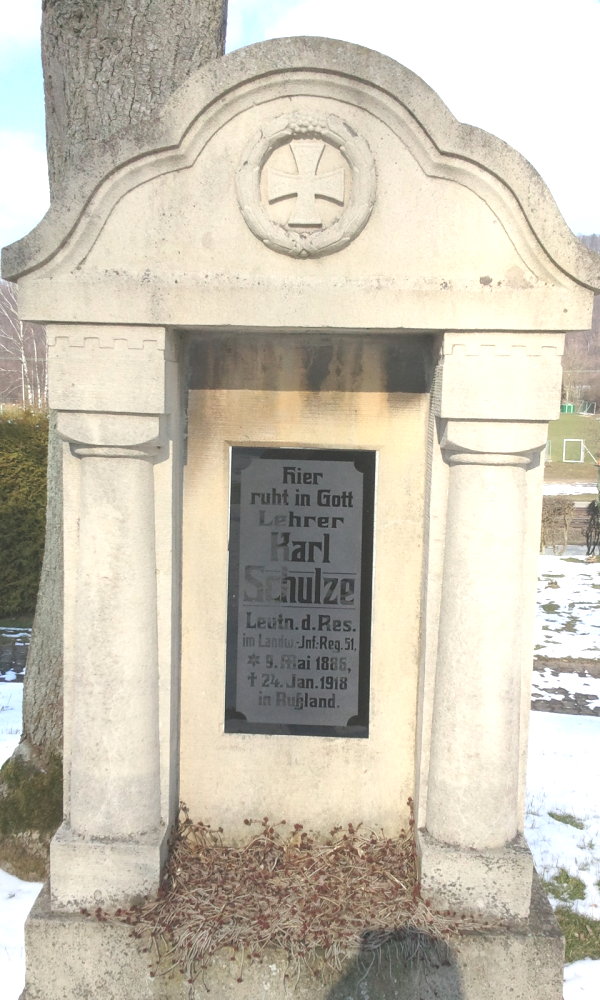 Hier
ruht in Gott
Lehrer
Karl
Schulze
Leutn. d. Res.
im Landw.-Inf.-Reg. 51,
* 9. Mai 1886,
† 24. Jan. 1918
in Rußland.